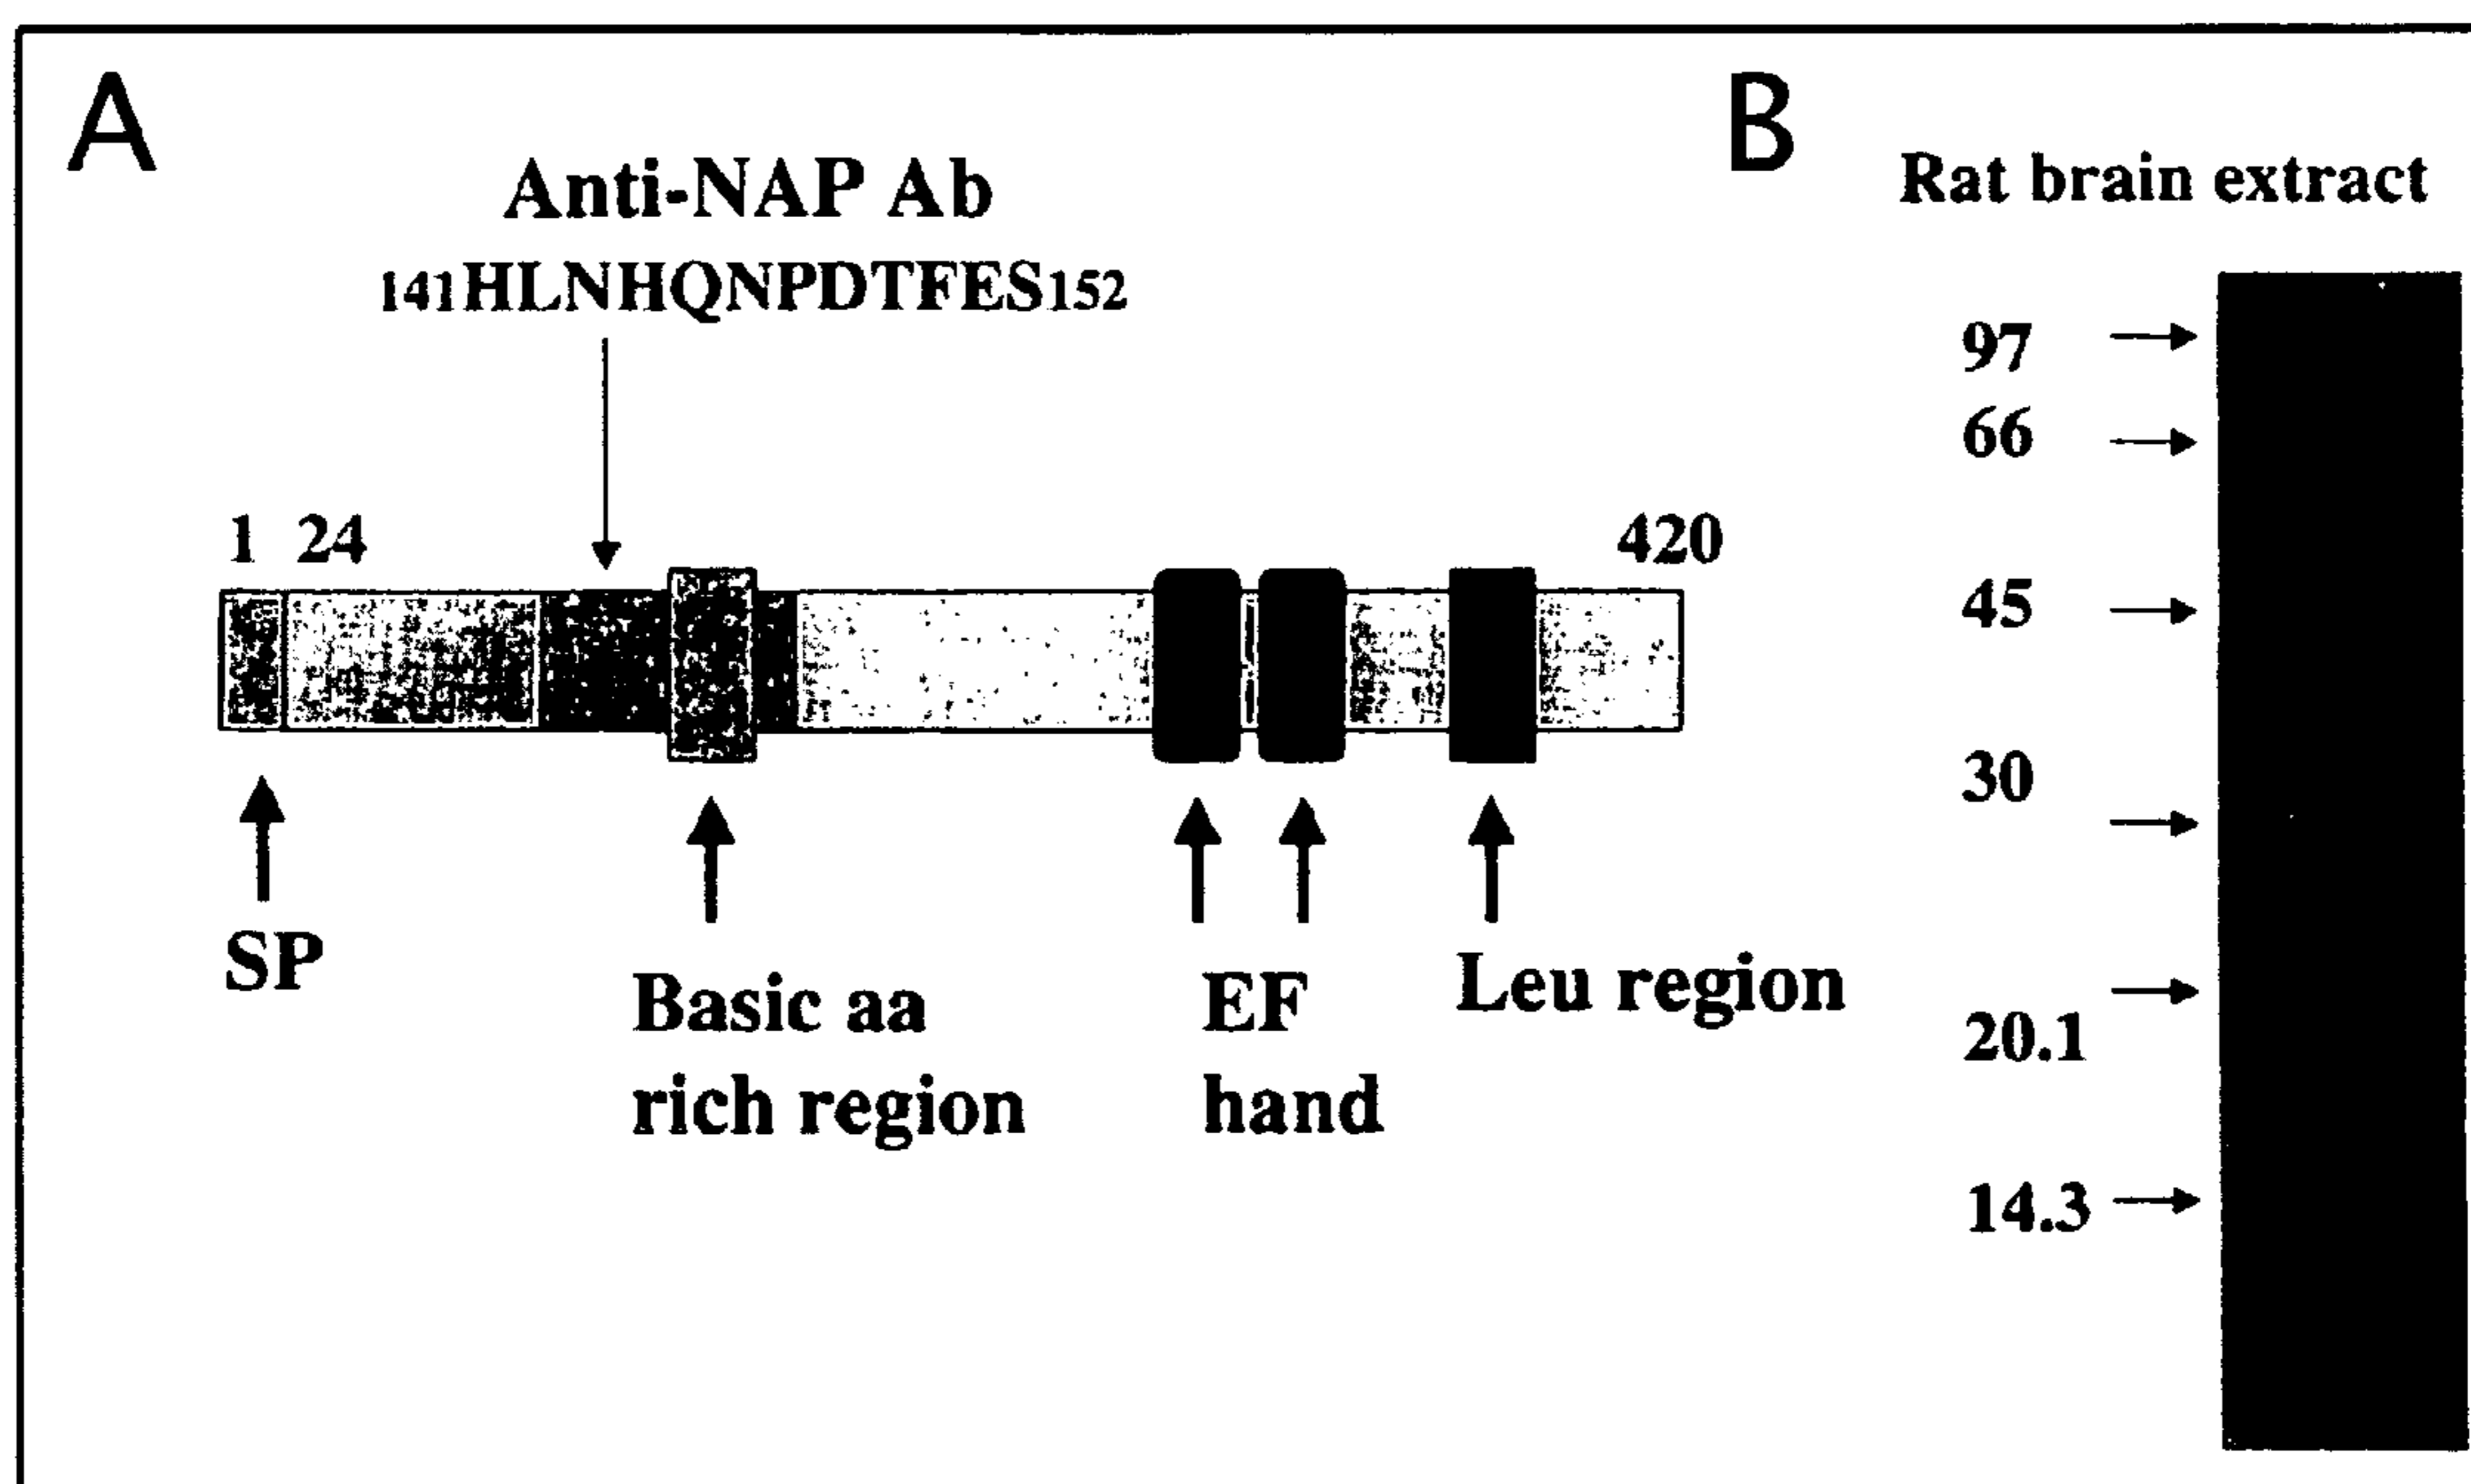 A
Anti-NAP Ab
141HLNHQNPDTFES152
1 24 420
SP
Basic aa
rich region
EF
hand
Leu region
B
Rat brain extract
97
66
45
30
20.1
14.3